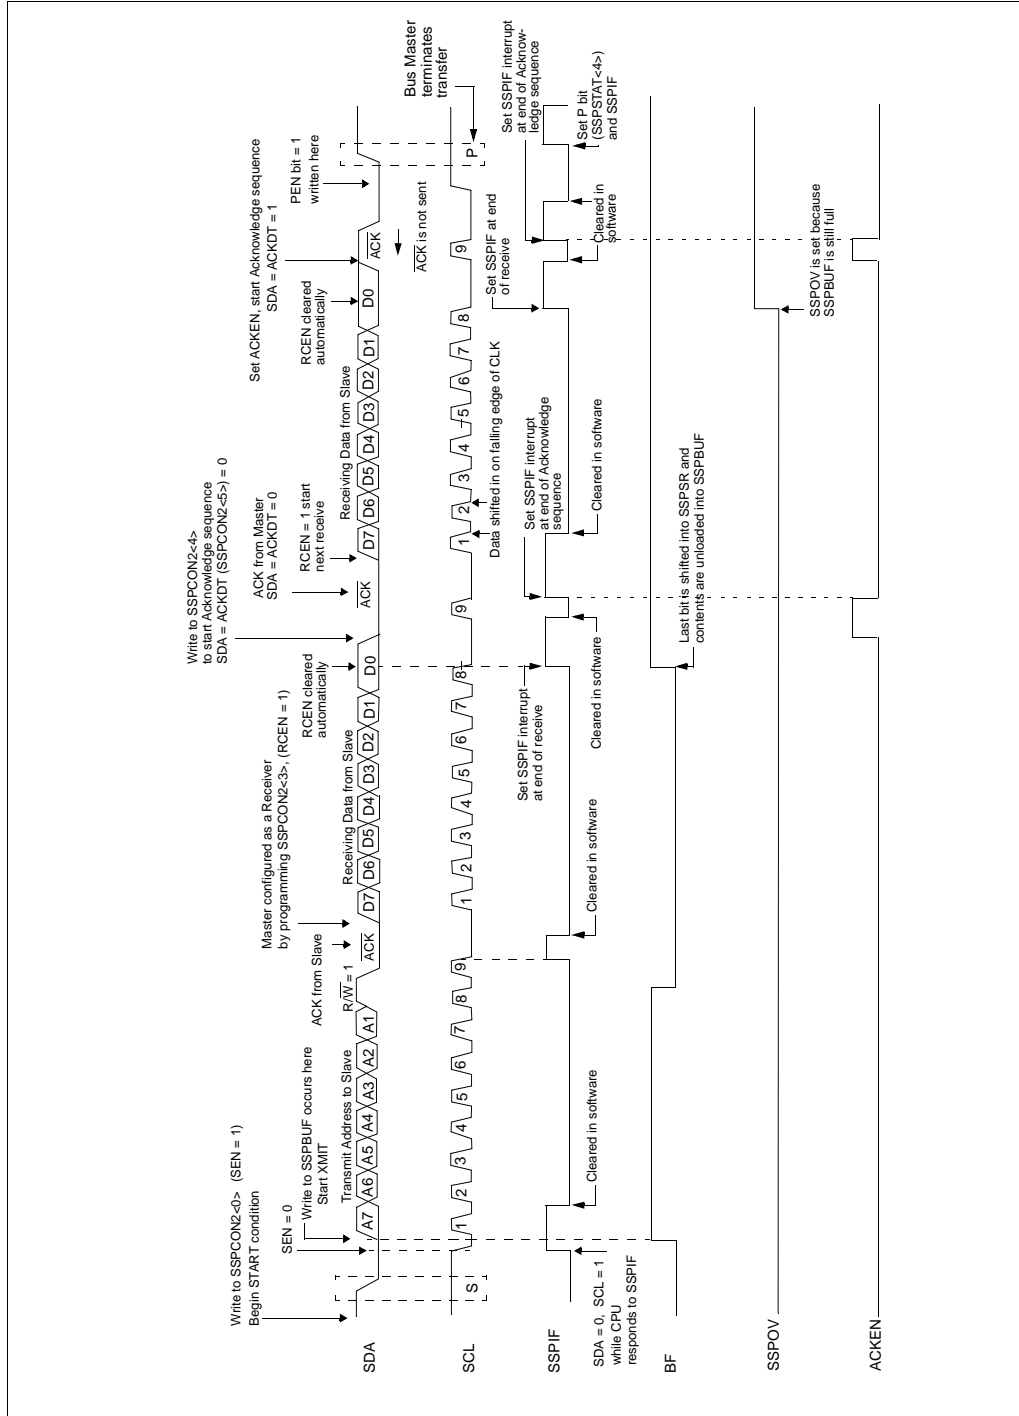 Write to SSPCON2<4>
to start Acknowledge sequence
SDA = ACKDT (SSPCON2<5>) = 0
Write to SSPCON2<0> (SEN = 1)
Begin START condition
Master configured as a Receiver
by programming SSPCON2<3>, (RCEN = 1)
ACK from Master
SDA = ACKDT = 0
Set ACKEN, start Acknowledge sequence
SDA = ACKDT = 1
SEN = 0
Write to SSPBUF occurs here
Start XMIT
ACK from Slave
RCEN cleared
automatically
RCEN = 1 start
next receive
RCEN cleared
automatically
PEN bit = 1
written here
Transmit Address to Slave
R/W = 1
Receiving Data from Slave
Receiving Data from Slave
SDA
A7 A6 A5 A4 A3 A2 A1
ACK
D7 D6 D5 D4 D3 D2 D1 D0
ACK
D7 D6 D5 D4 D3 D2 D1 D0
ACK
ACK is not sent
Bus Master
terminates
transfer
SCL
S
1 2 3 4 5 6 7 8 9
1 2 3 4 5 6 7 8 9
1 2 3 4 5 6 7 8 9
P
Data shifted in on falling edge of CLK
Set SSPIF interrupt
at end of receive
Set SSPIF interrupt
at end of Acknowledge
sequence
Set SSPIF at end
of receive
Set SSPIF interrupt
at end of Acknow-
ledge sequence
SSPIF
SDA = 0, SCL = 1
while CPU
responds to SSPIF
Cleared in software
Cleared in software
Cleared in software
Cleared in software
Cleared in
software
Set P bit
(SSPSTAT<4>)
and SSPIF
BF
Last bit is shifted into SSPSR and
contents are unloaded into SSPBUF
SSPOV
SSPOV is set because
SSPBUF is still full
ACKEN